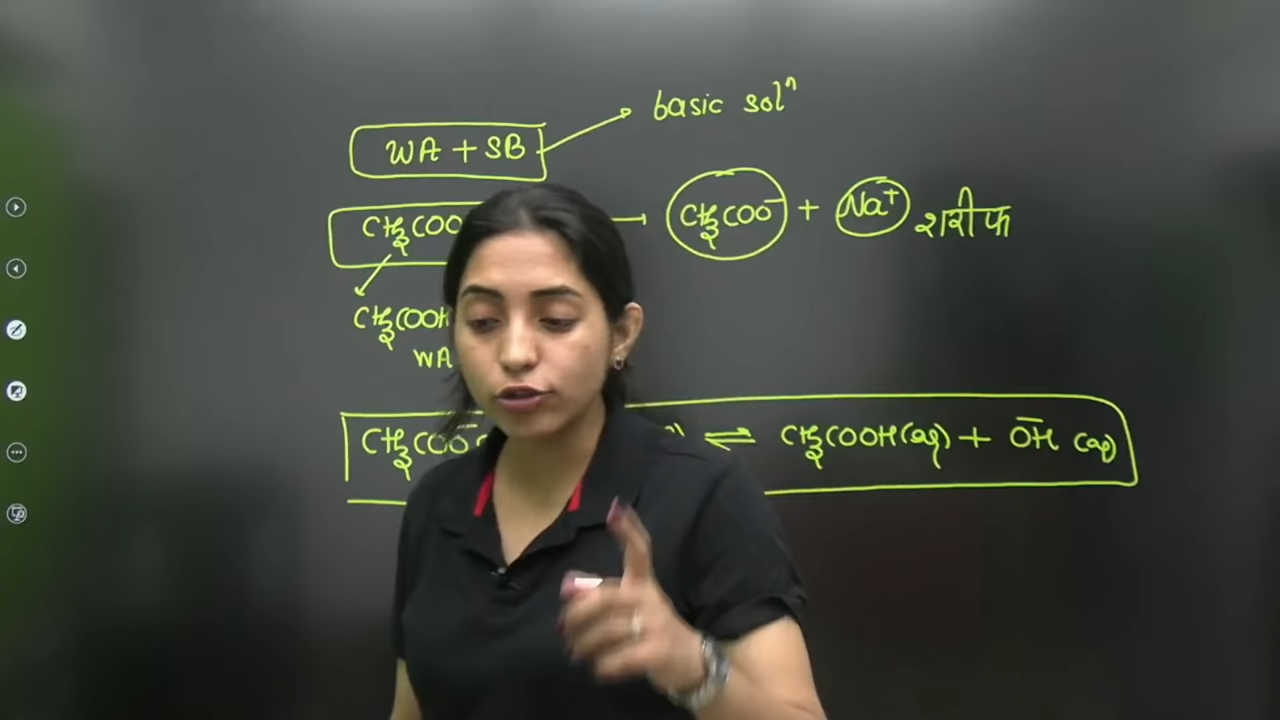 basic solⁿ
WA + SB
CH₃COO → CH₃COO⁻ + Na⁺ शरीफ
CH₃COOH
WA
CH₃COO⁻ ⇌ CH₃COOH(aq) + OH⁻ (aq)